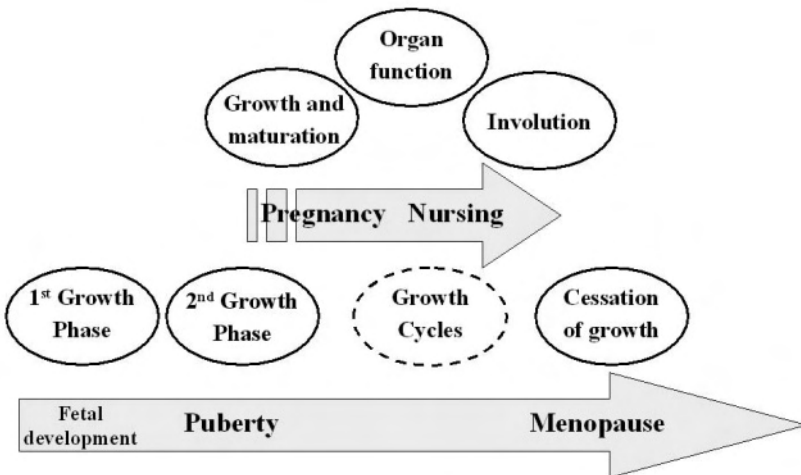 Organ
function
Growth and
maturation
Involution
Pregnancy Nursing
1st Growth
Phase
2nd Growth
Phase
Growth
Cycles
Cessation
of growth
Fetal
development
Puberty
Menopause